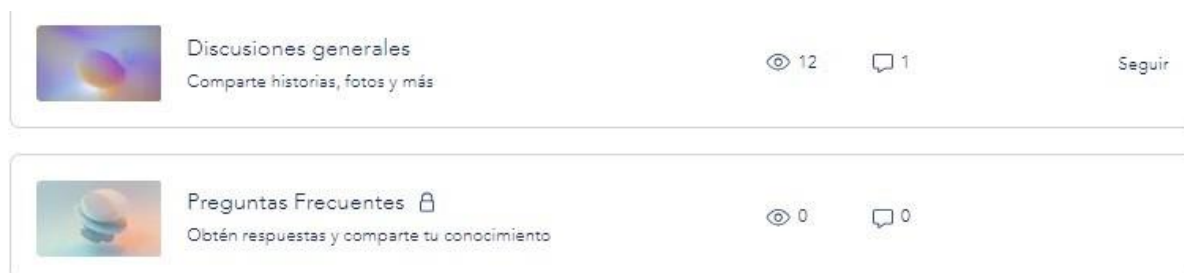 Discusiones generales
Comparte historias, fotos y más
12
1
Seguir
Preguntas Frecuentes
Obtén respuestas y comparte tu conocimiento
0
0